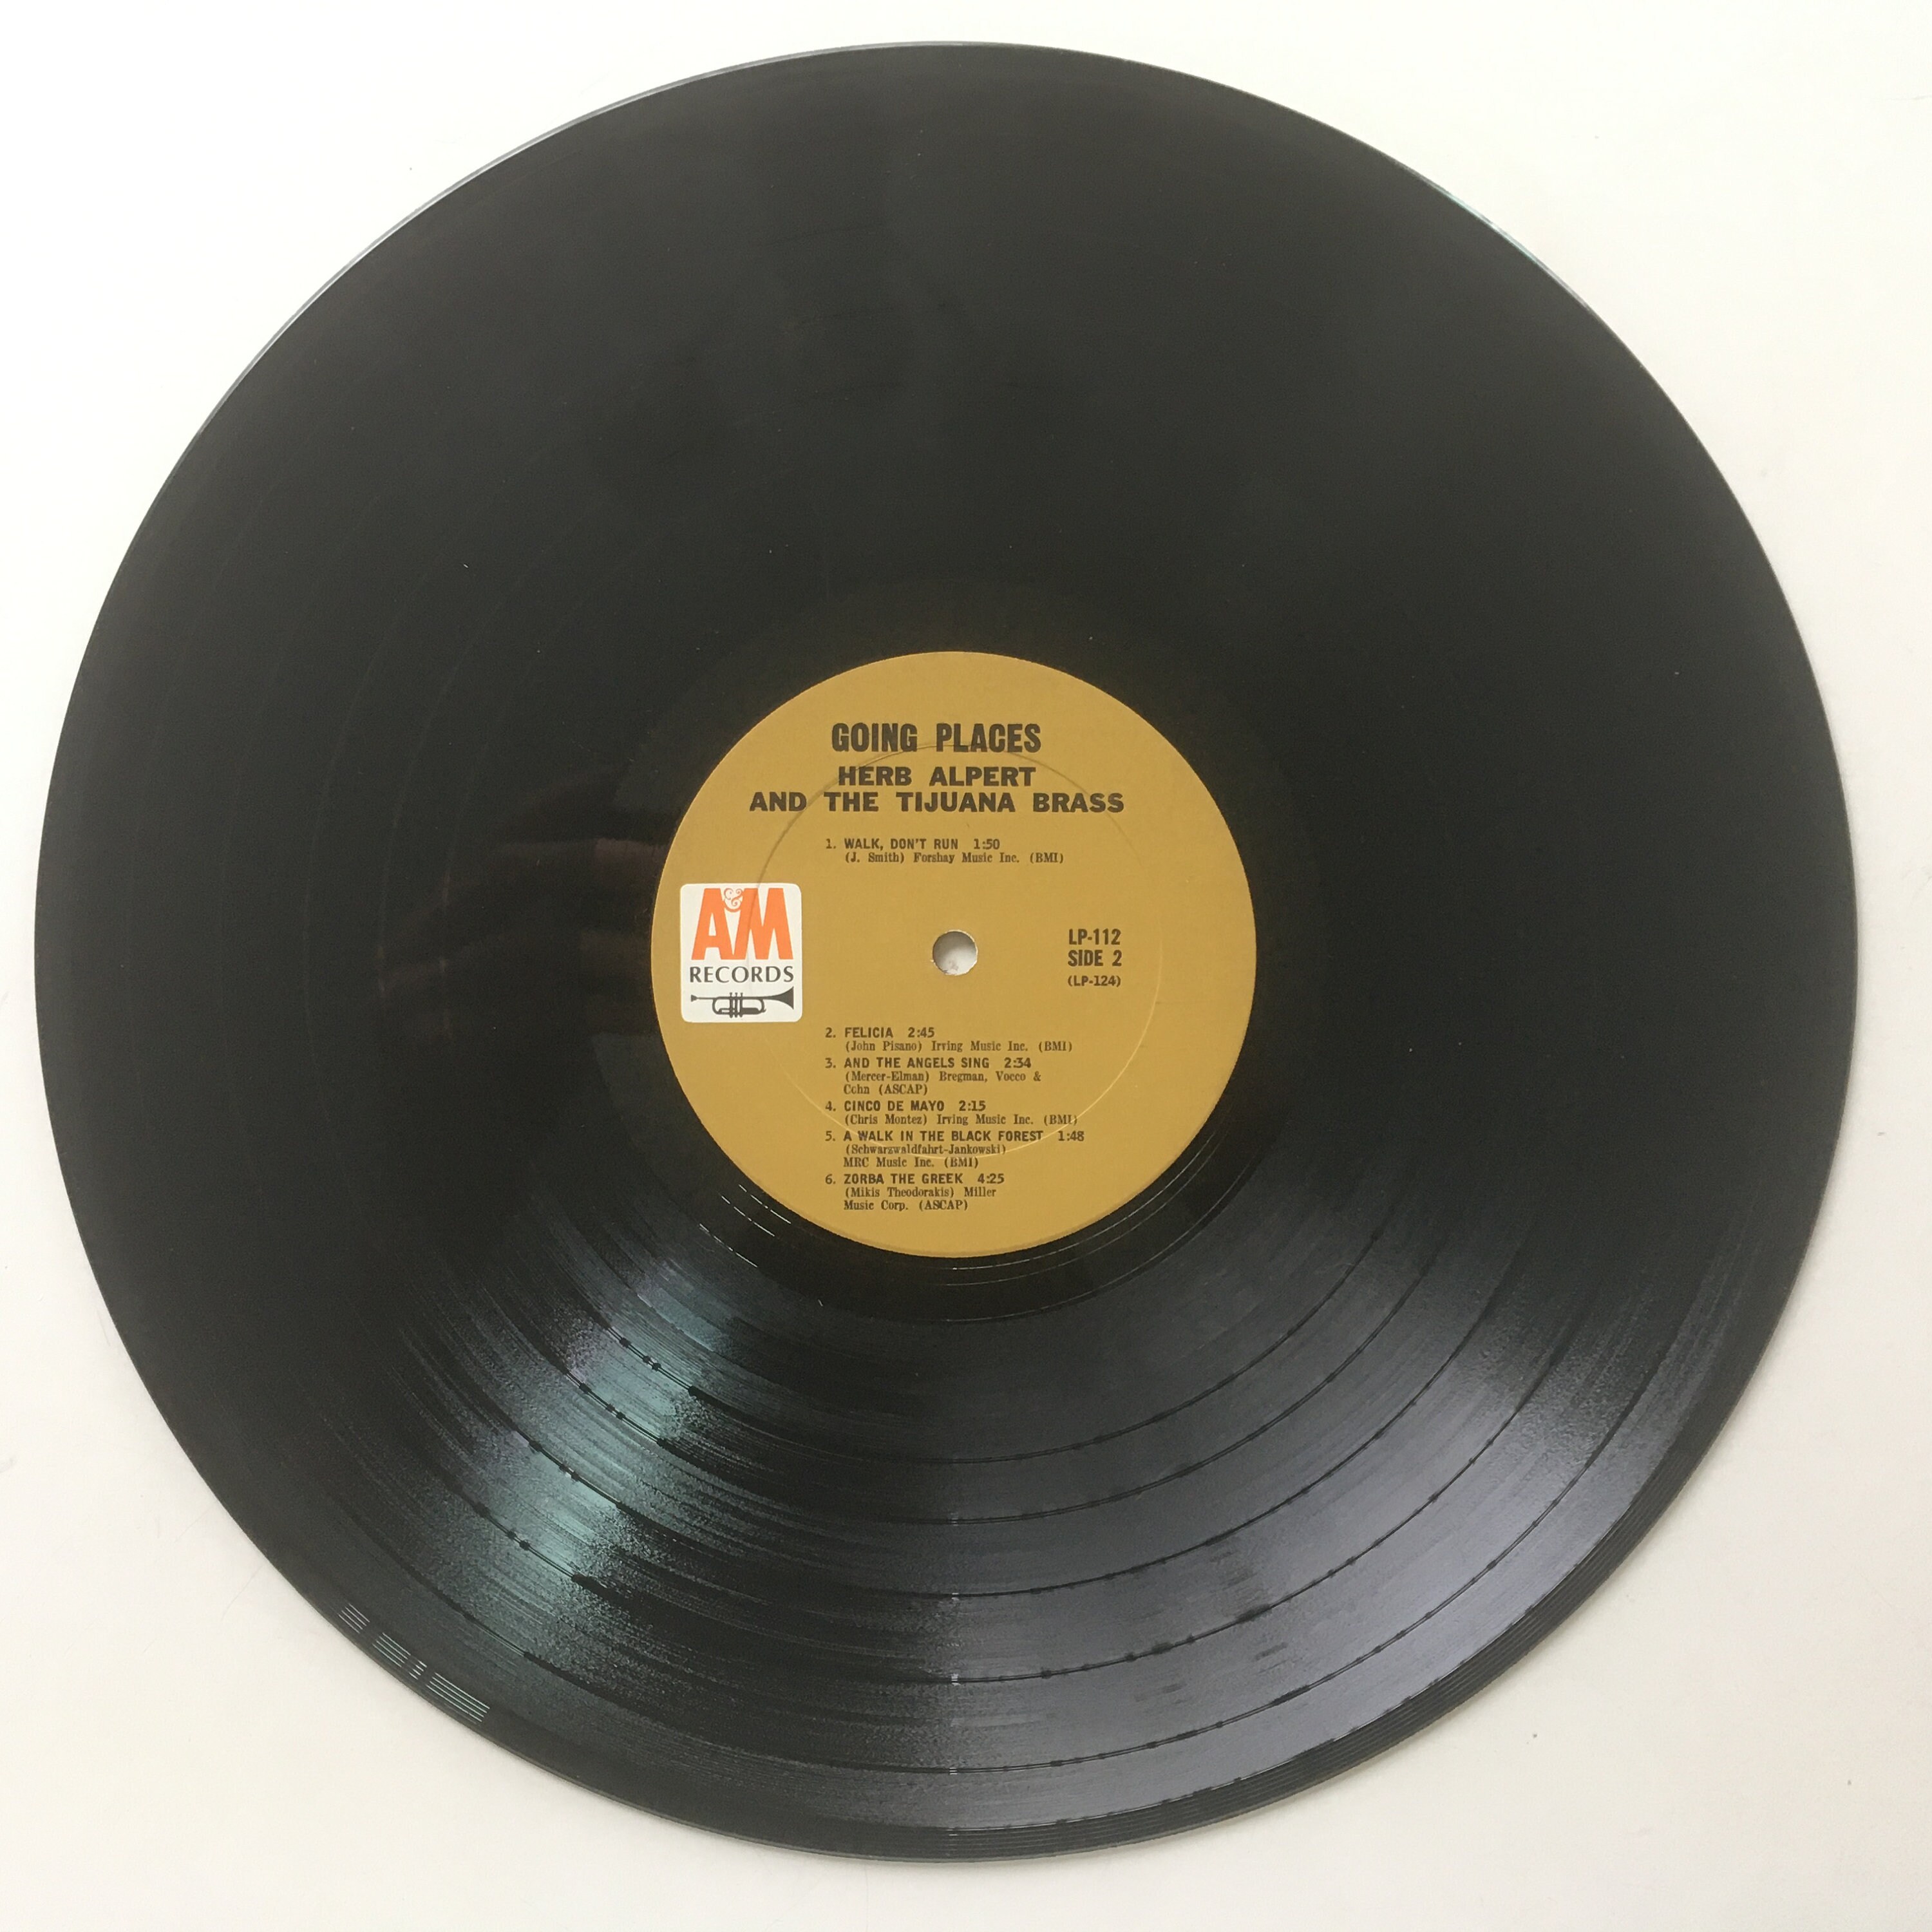 GOING PLACES
HERB ALPERT
AND THE TIJUANA BRASS
1. WALK, DON'T RUN 1:50
(J. Smith) Forshay Music Inc. (BMI)
A&M
RECORDS
LP-112
SIDE 2
(LP-124)
2. FELICIA 2:45
(John Pisano) Irving Music Inc. (BMI)
3. AND THE ANGELS SING 2:34
(Mercer-Elman) Bregman, Vocco &
Cohn (ASCAP)
4. CINCO DE MAYO 2:15
(Chris Montez) Irving Music Inc. (BMI)
5. A WALK IN THE BLACK FOREST 1:48
(Schwarzwaldfahrt-Jankowski)
MRC Music Inc. (BMI)
6. ZORBA THE GREEK 4:25
(Mikis Theodorakis) Miller
Music Corp. (ASCAP)